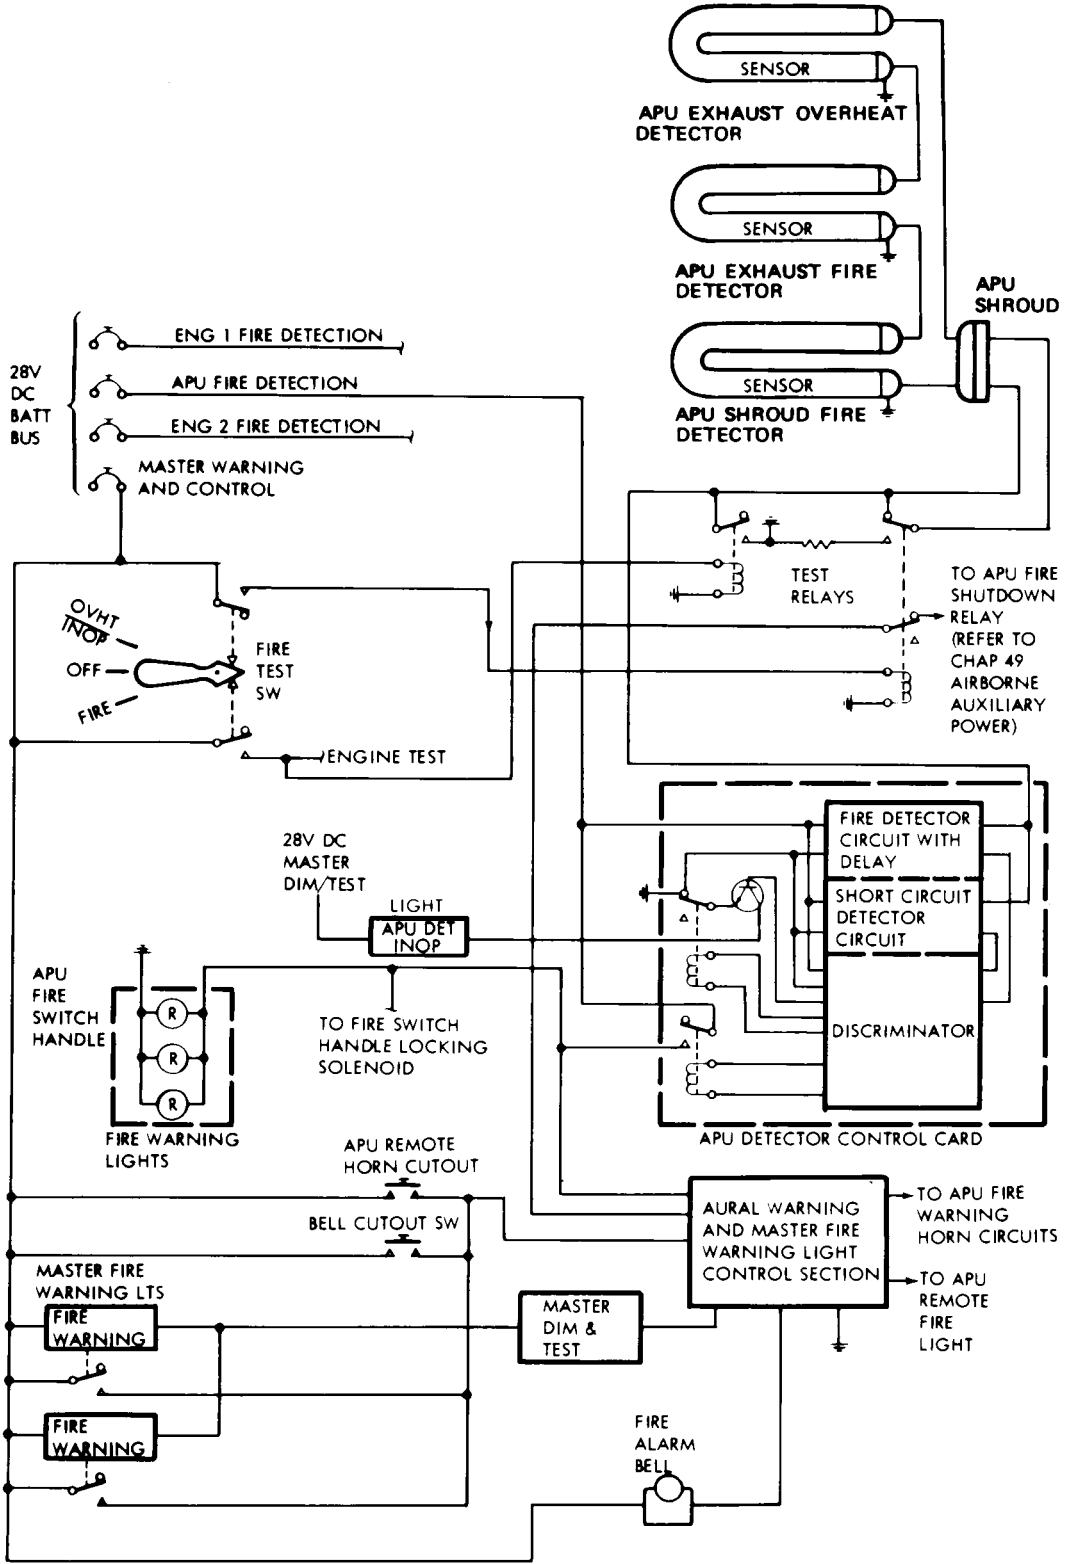 SENSOR
APU EXHAUST OVERHEAT
DETECTOR
SENSOR
APU EXHAUST FIRE
DETECTOR
APU
SHROUD
SENSOR
APU SHROUD FIRE
DETECTOR
28V
DC
BATT
BUS
ENG 1 FIRE DETECTION
APU FIRE DETECTION
ENG 2 FIRE DETECTION
MASTER WARNING
AND CONTROL
OVHT
INOP
OFF
FIRE
FIRE
TEST
SW
ENGINE TEST
TEST
RELAYS
TO APU FIRE
SHUTDOWN
RELAY
(REFER TO
CHAP 49
AIRBORNE
AUXILIARY
POWER)
28V DC
MASTER
DIM/TEST
LIGHT
APU DET
INOP
FIRE DETECTOR
CIRCUIT WITH
DELAY
SHORT CIRCUIT
DETECTOR
CIRCUIT
DISCRIMINATOR
APU DETECTOR CONTROL CARD
APU
FIRE
SWITCH
HANDLE
R
R
R
FIRE WARNING
LIGHTS
TO FIRE SWITCH
HANDLE LOCKING
SOLENOID
APU REMOTE
HORN CUTOUT
BELL CUTOUT SW
MASTER FIRE
WARNING LTS
FIRE
WARNING
FIRE
WARNING
MASTER
DIM &
TEST
AURAL WARNING
AND MASTER FIRE
WARNING LIGHT
CONTROL SECTION
TO APU FIRE
WARNING
HORN CIRCUITS
TO APU
REMOTE
FIRE
LIGHT
FIRE
ALARM
BELL